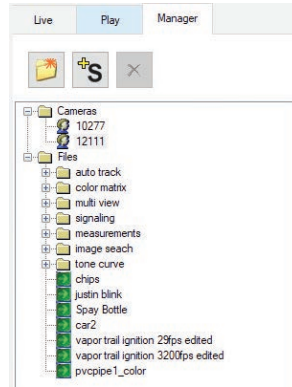 Live Play Manager
+S
Cameras
10277
12111
Files
auto track
color matrix
multi view
signaling
measurements
image seach
tone curve
chips
justin blink
Spay Bottle
car2
vapor trail ignition 29fps edited
vapor trail ignition 3200fps edited
pvcpipe1_color